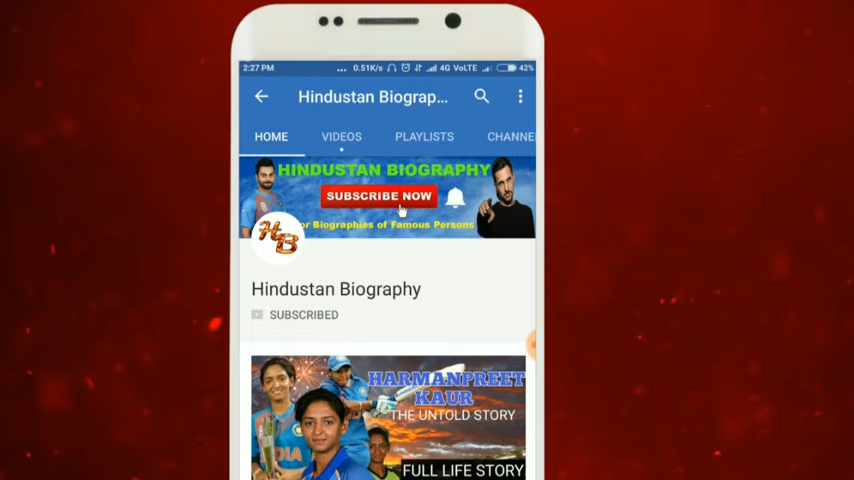 2:27 PM ... 0.51K/s 4G VoLTE 42%
Hindustan Biograp...
HOME VIDEOS PLAYLISTS CHANNE
HINDUSTAN BIOGRAPHY
SUBSCRIBE NOW
or Biographies of Famous Persons
HB
Hindustan Biography
SUBSCRIBED
HARMANPREET
KAUR
THE UNTOLD STORY
DIA
FULL LIFE STORY